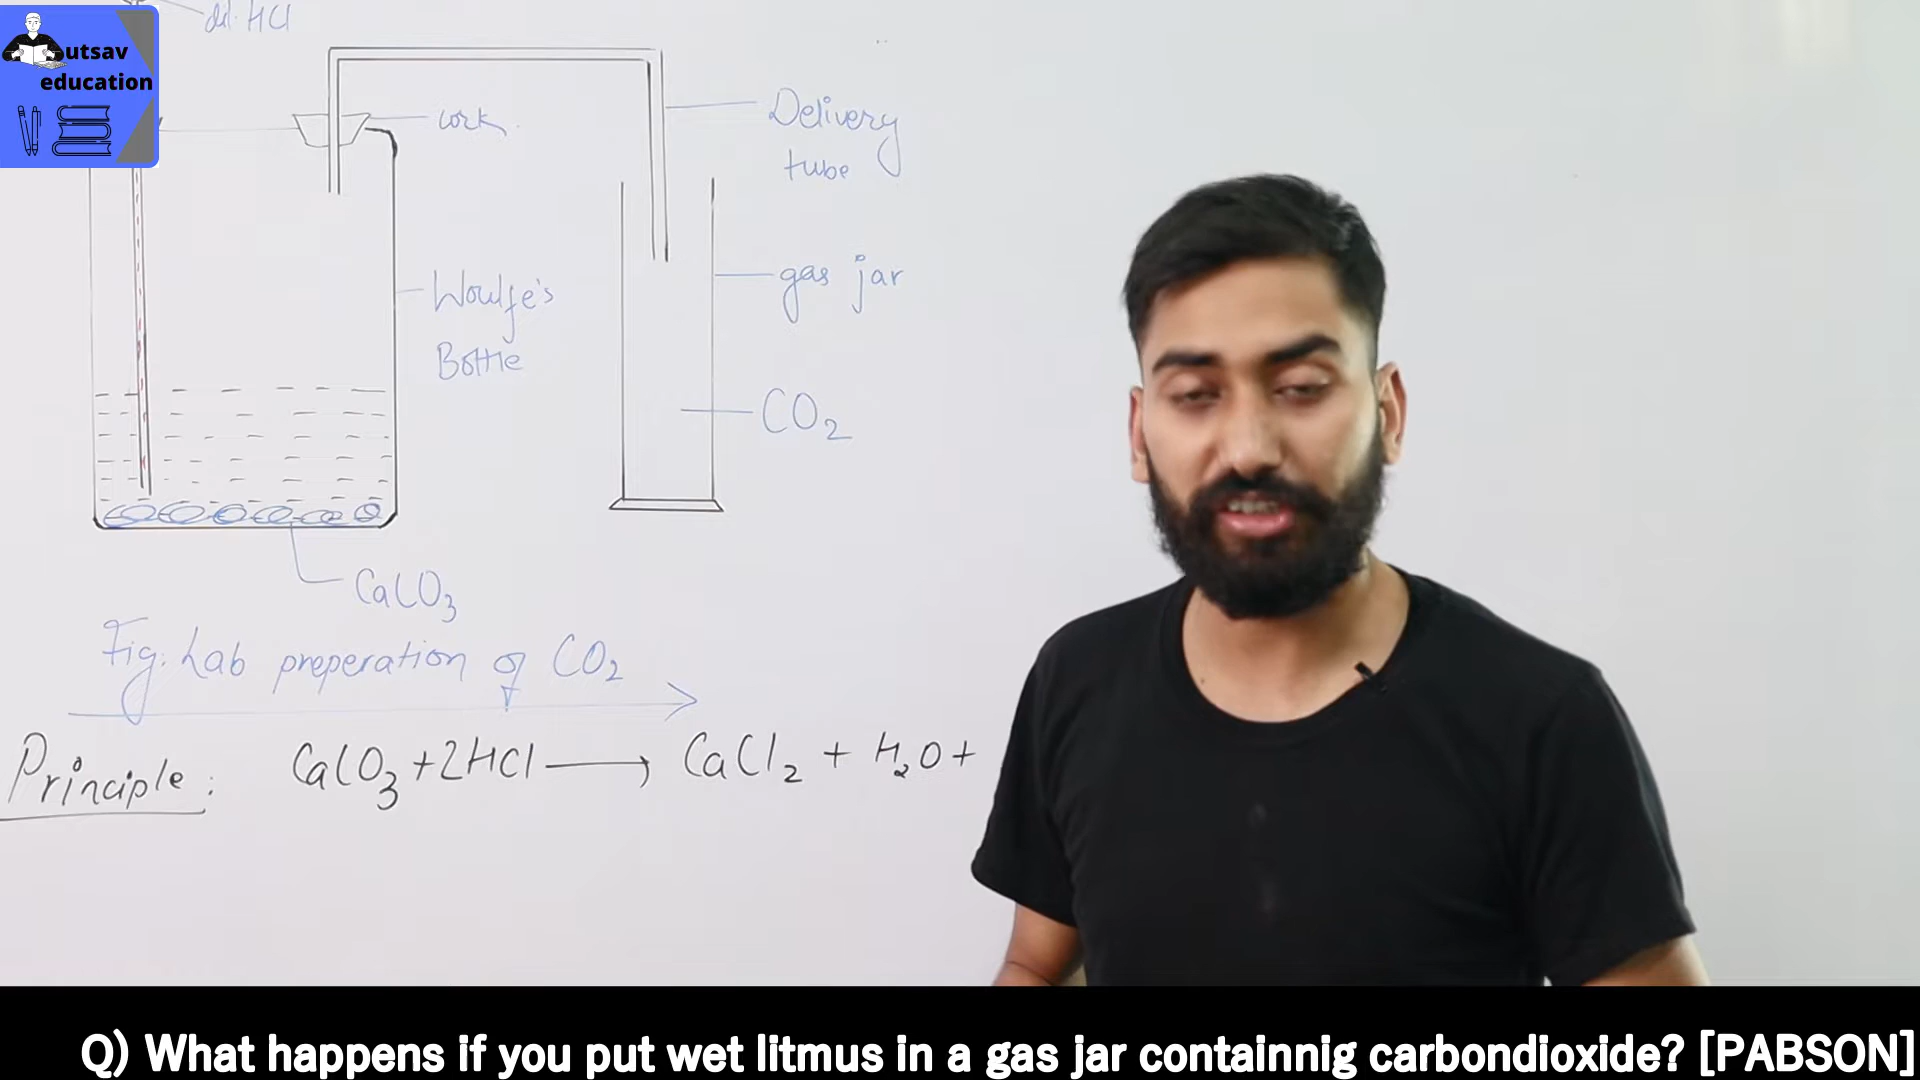 dil. HCl
utsav
education
cork.
Delivery
tube
gas jar
Woulfe's
Bottle
CO2
CaCO3
Fig: Lab preperation of CO2
Principle: CaCO3+2HCl → CaCl2 + H2O+
Q) What happens if you put wet litmus in a gas jar containnig carbondioxide? [PABSON]